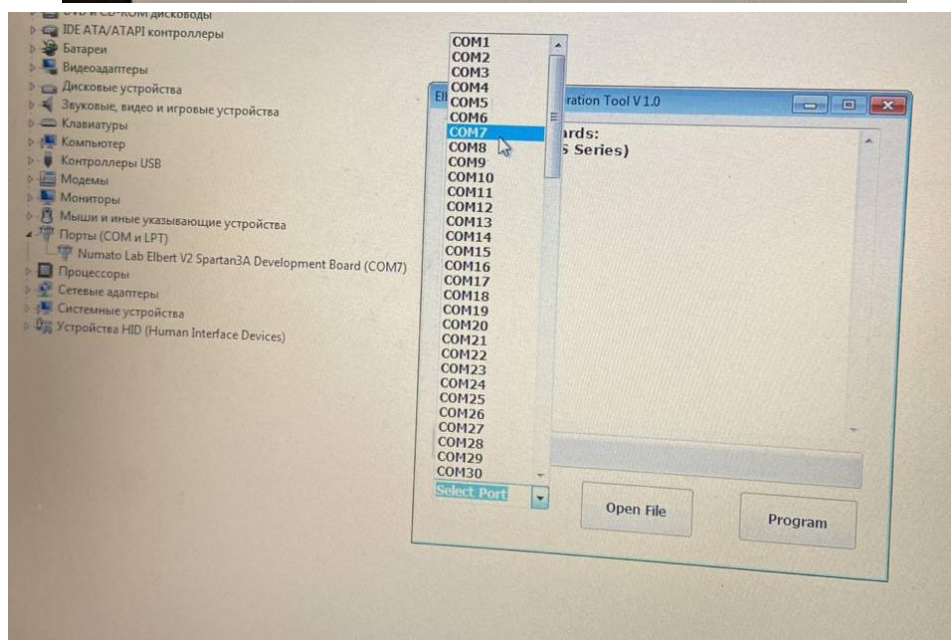 DVD и CD-ROM дисководы
IDE ATA/ATAPI контроллеры
Батареи
Видеоадаптеры
Дисковые устройства
Звуковые, видео и игровые устройства
Клавиатуры
Компьютер
Контроллеры USB
Модемы
Мониторы
Мыши и иные указывающие устройства
Порты (COM и LPT)
Numato Lab Elbert V2 Spartan3A Development Board (COM7)
Процессоры
Сетевые адаптеры
Системные устройства
Устройства HID (Human Interface Devices)
COM1
COM2
COM3
COM4
COM5
COM6
COM7
COM8
COM9
COM10
COM11
COM12
COM13
COM14
COM15
COM16
COM17
COM18
COM19
COM20
COM21
COM22
COM23
COM24
COM25
COM26
COM27
COM28
COM29
COM30
Select Port
Tool V 1.0
Series)
Open File
Program